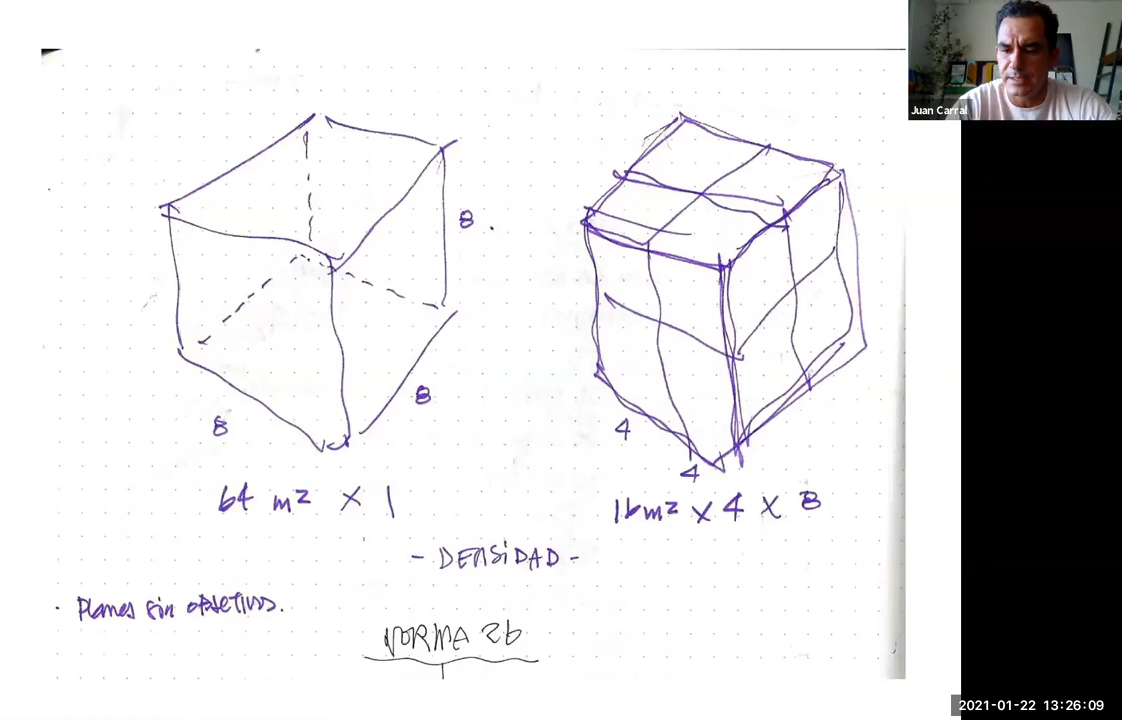 Juan Carral
8
8
8
64 m2 x 1
4
4
16m2 x 4 x 8
- DENSIDAD -
· Planes sin objetivos.
NORMA 26
2021-01-22 13:26:09